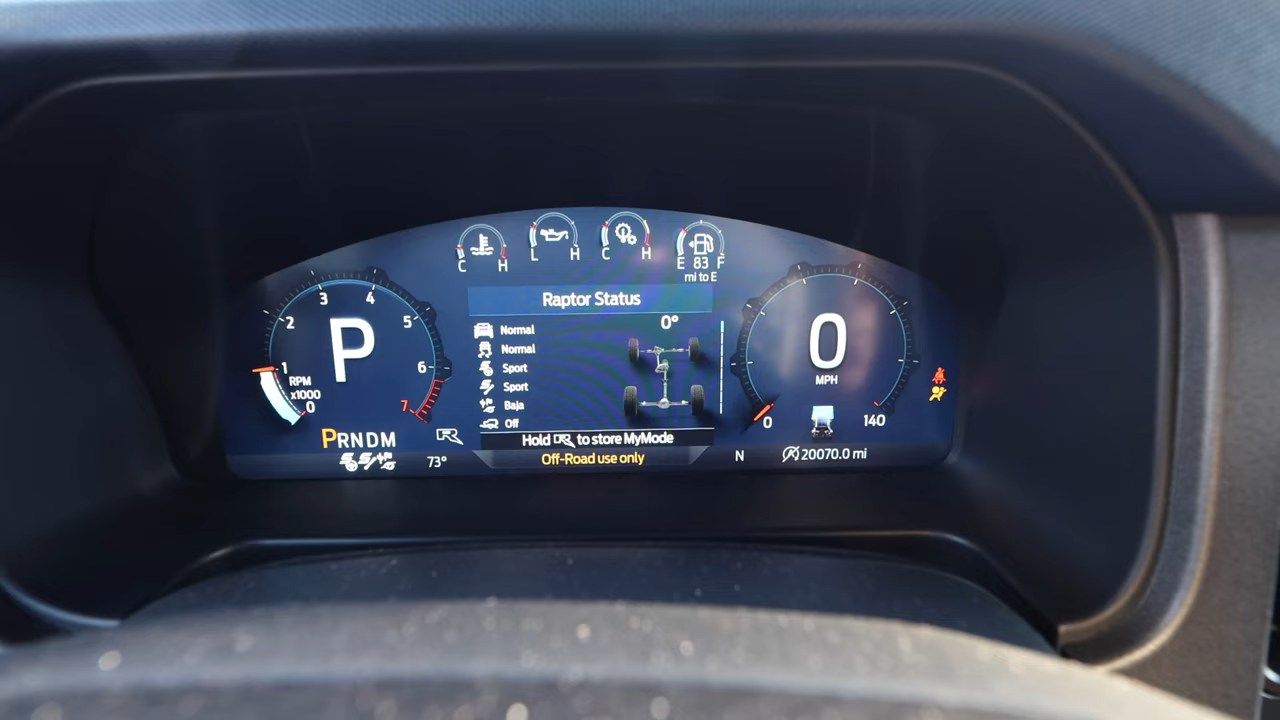 C H
L H
C H
E 83 F
mi to E
Raptor Status
Normal
Normal
Sport
Sport
Baja
Off
0°
Hold to store MyMode
Off-Road use only
P
0 1 2 3 4 5 6 7
RPM
x1000
PRNDM
73°
0
MPH
0 140
N
20070.0 mi